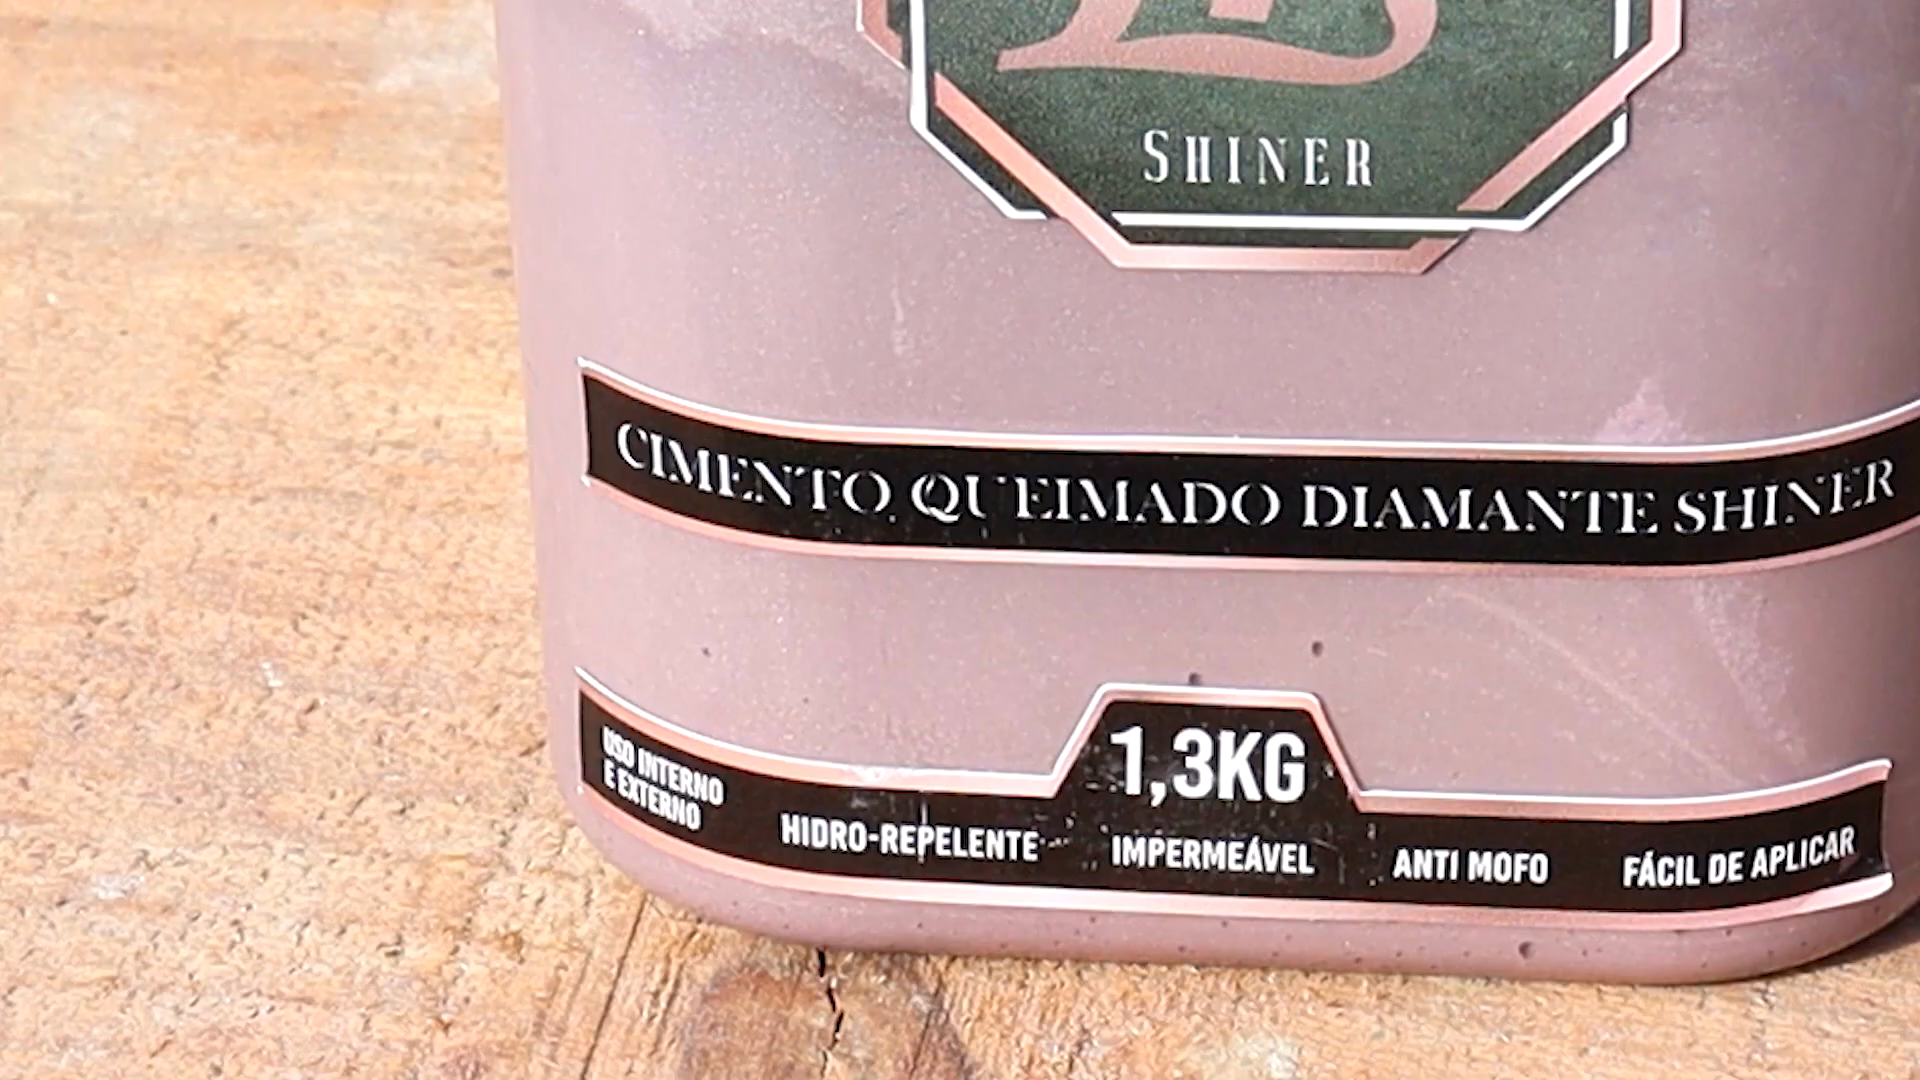 SHINER
CIMENTO QUEIMADO DIAMANTE SHINER
1,3KG
USO INTERNO
E EXTERNO
HIDRO-REPELENTE
IMPERMEÁVEL
ANTI MOFO
FÁCIL DE APLICAR